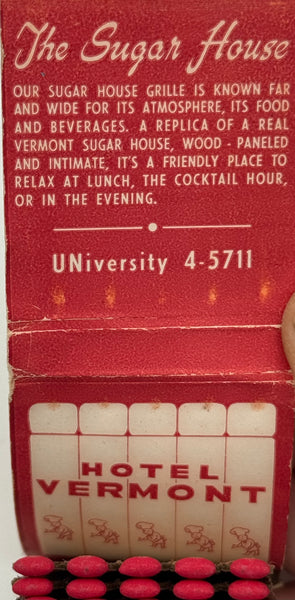 The Sugar House
OUR SUGAR HOUSE GRILLE IS KNOWN FAR
AND WIDE FOR ITS ATMOSPHERE, ITS FOOD
AND BEVERAGES. A REPLICA OF A REAL
VERMONT SUGAR HOUSE, WOOD - PANELED
AND INTIMATE, IT'S A FRIENDLY PLACE TO
RELAX AT LUNCH, THE COCKTAIL HOUR,
OR IN THE EVENING.
UNiversity 4-5711
HOTEL
VERMONT